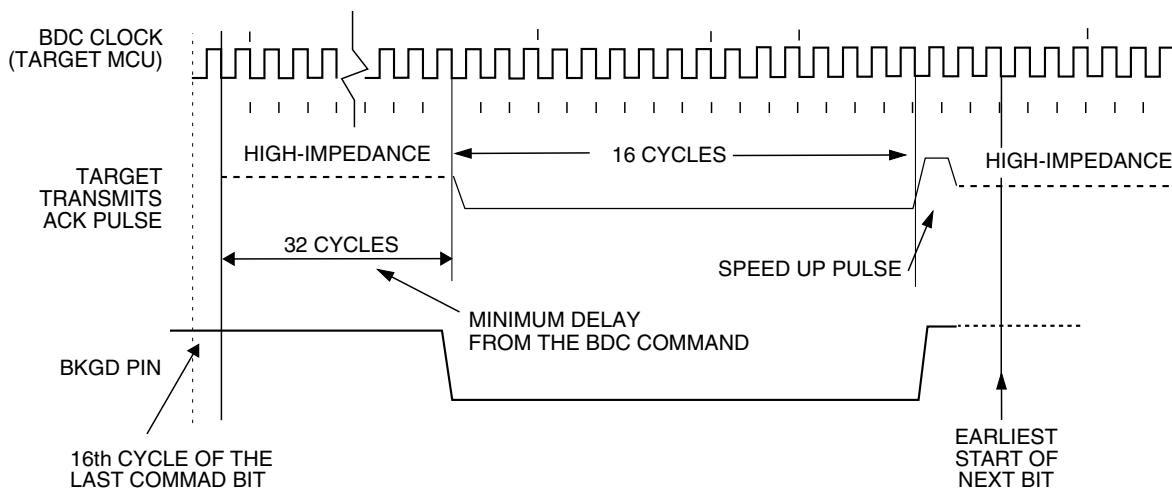 BDC CLOCK
(TARGET MCU)
HIGH-IMPEDANCE
16 CYCLES
HIGH-IMPEDANCE
TARGET
TRANSMITS
ACK PULSE
32 CYCLES
SPEED UP PULSE
MINIMUM DELAY
FROM THE BDC COMMAND
BKGD PIN
16th CYCLE OF THE
LAST COMMAD BIT
EARLIEST
START OF
NEXT BIT